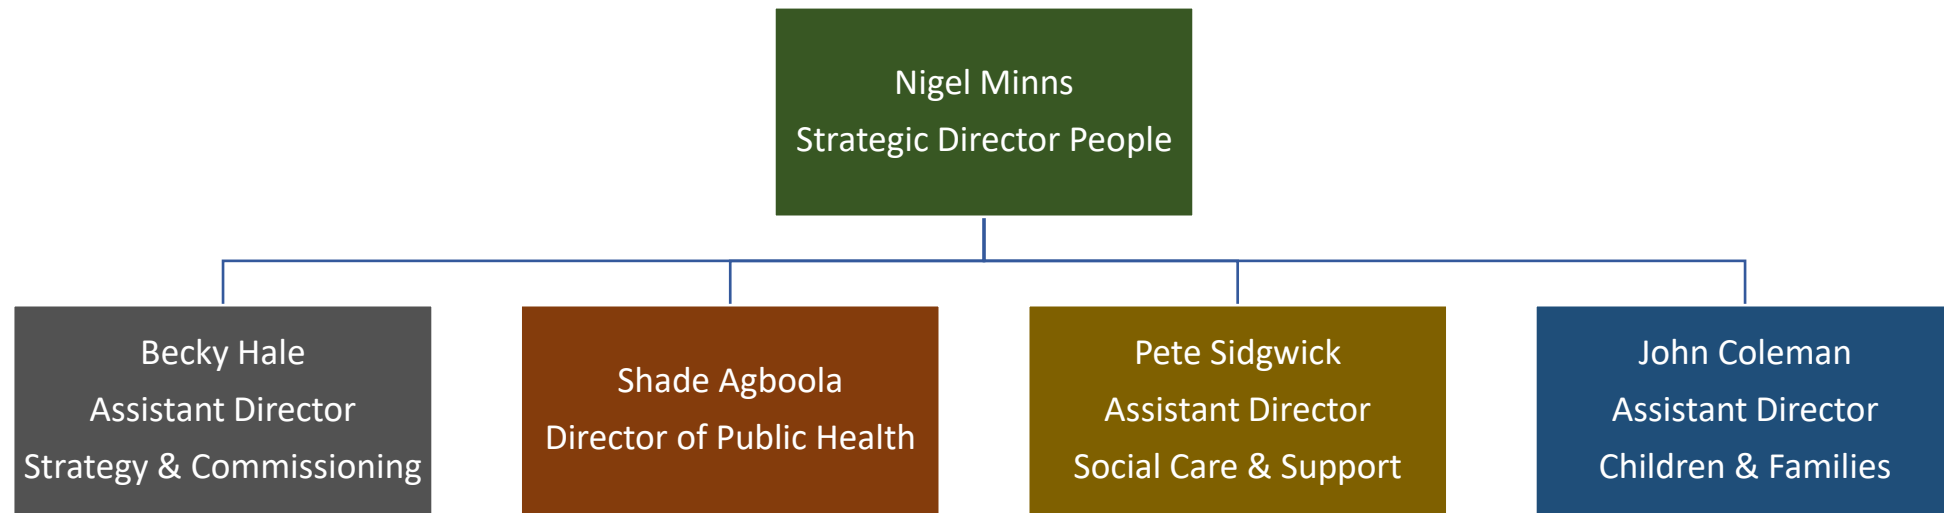 Nigel Minns
Strategic Director People
Becky Hale
Assistant Director
Strategy & Commissioning
Shade Agboola
Director of Public Health
Pete Sidgwick
Assistant Director
Social Care & Support
John Coleman
Assistant Director
Children & Families